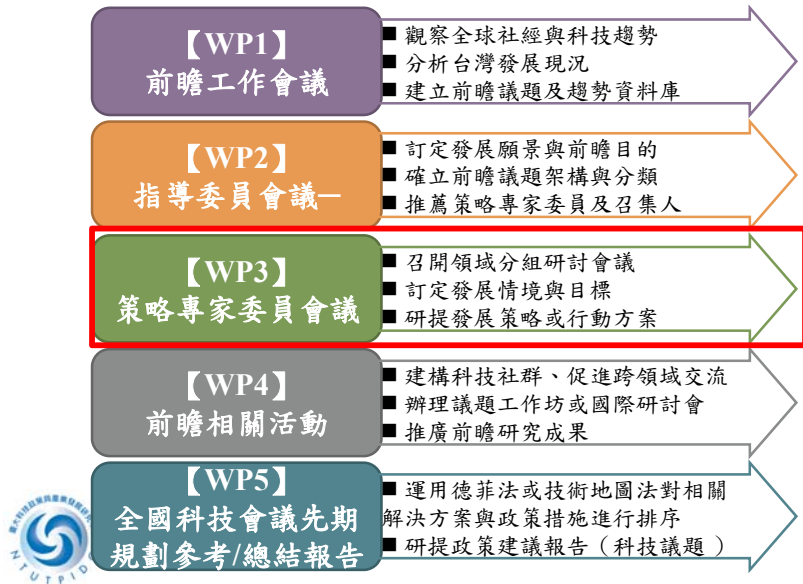 【WP1】
前瞻工作會議
■ 觀察全球社經與科技趨勢
■ 分析台灣發展現況
■ 建立前瞻議題及趨勢資料庫
【WP2】
指導委員會議—
■ 訂定發展願景與前瞻目的
■ 確立前瞻議題架構與分類
■ 推薦策略專家委員及召集人
【WP3】
策略專家委員會議
■ 召開領域分組研討會議
■ 訂定發展情境與目標
■ 研提發展策略或行動方案
【WP4】
前瞻相關活動
■ 建構科技社群、促進跨領域交流
■ 辦理議題工作坊或國際研討會
■ 推廣前瞻研究成果
【WP5】
全國科技會議先期
規劃參考/總結報告
■ 運用德菲法或技術地圖法對相關
解決方案與政策措施進行排序
■ 研提政策建議報告（科技議題）
NTUTPIDC